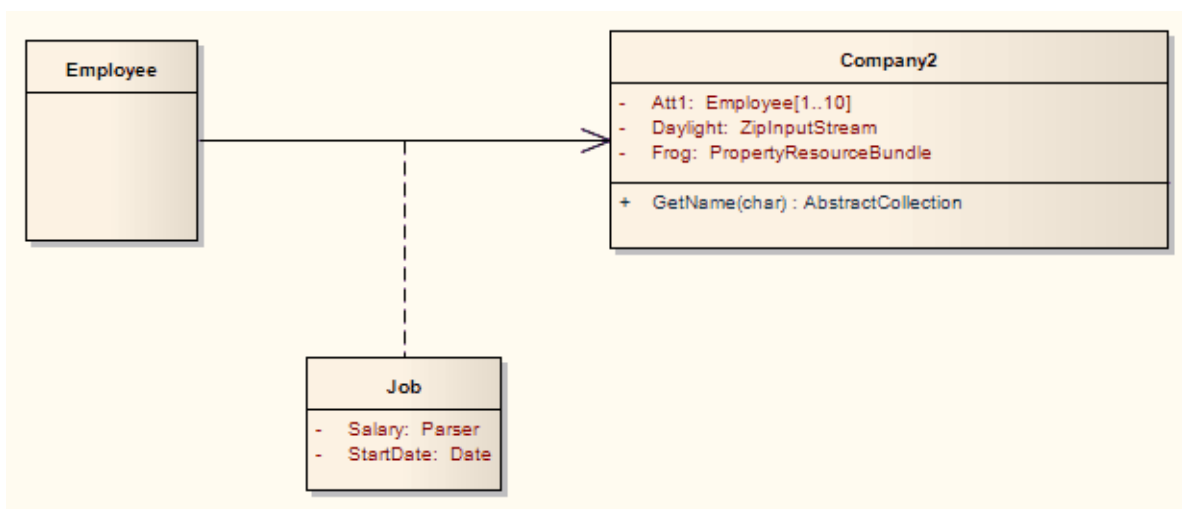 Employee
Company2
- Att1: Employee[1..10]
- Daylight: ZipInputStream
- Frog: PropertyResourceBundle
+ GetName(char) : AbstractCollection
Job
- Salary: Parser
- StartDate: Date